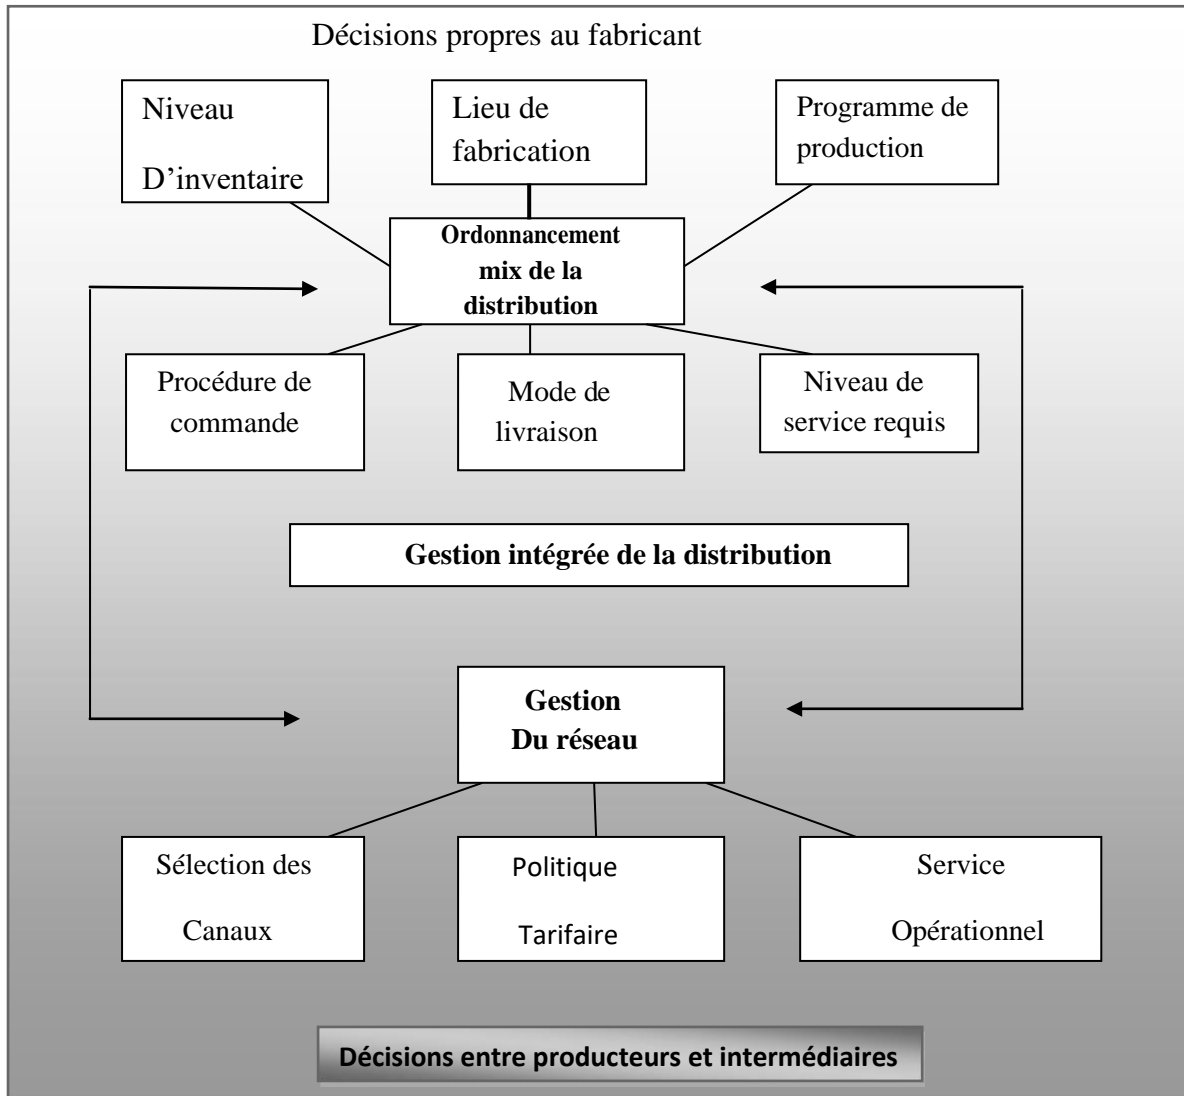 Décisions propres au fabricant
Niveau
D’inventaire
Lieu de
fabrication
Programme de
production
Ordonnancement
mix de la
distribution
Procédure de
commande
Mode de
livraison
Niveau de
service requis
Gestion intégrée de la distribution
Gestion
Du réseau
Sélection des
Canaux
Politique
Tarifaire
Service
Opérationnel
Décisions entre producteurs et intermédiaires